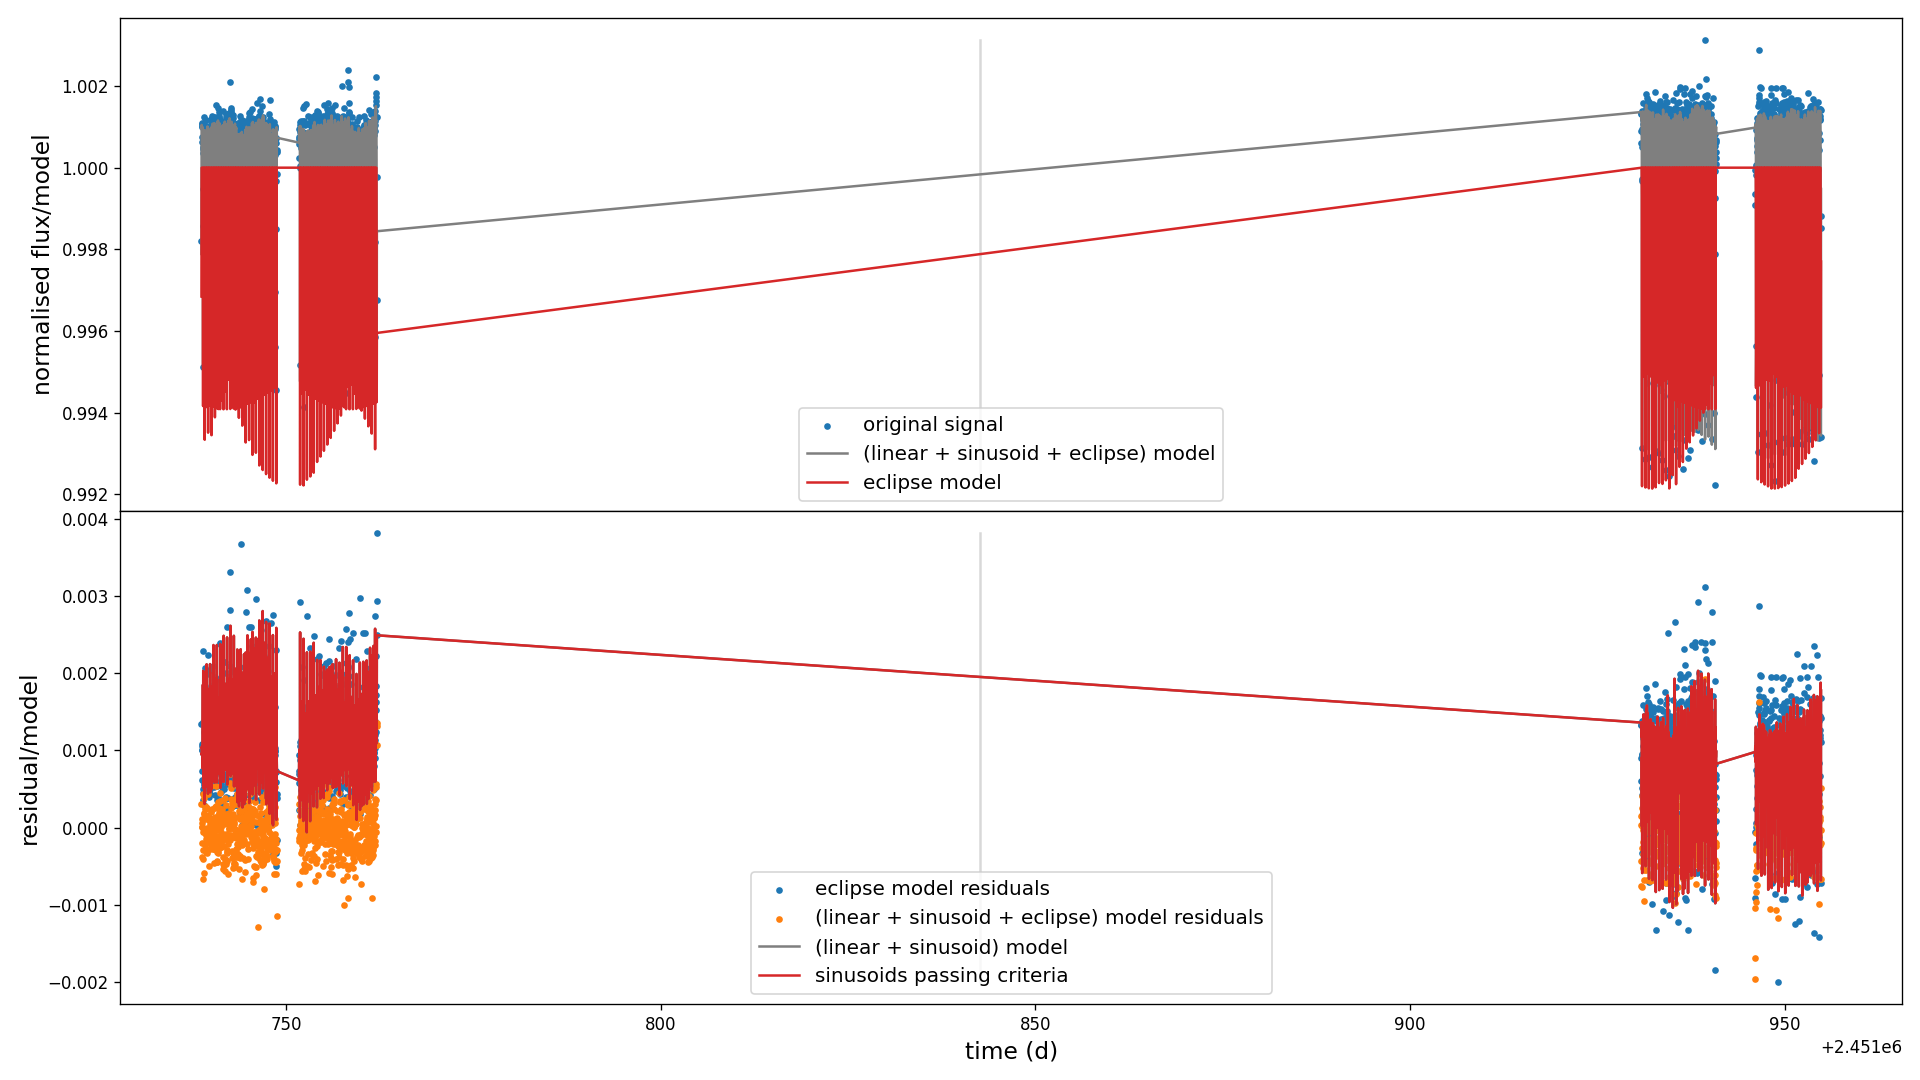 normalised flux/model
1.002
1.000
0.998
0.996
0.994
0.992
original signal
(linear + sinusoid + eclipse) model
eclipse model
residual/model
0.004
0.003
0.002
0.001
0.000
−0.001
−0.002
eclipse model residuals
(linear + sinusoid + eclipse) model residuals
(linear + sinusoid) model
sinusoids passing criteria
750 800 850 900 950
time (d)
+2.451e6